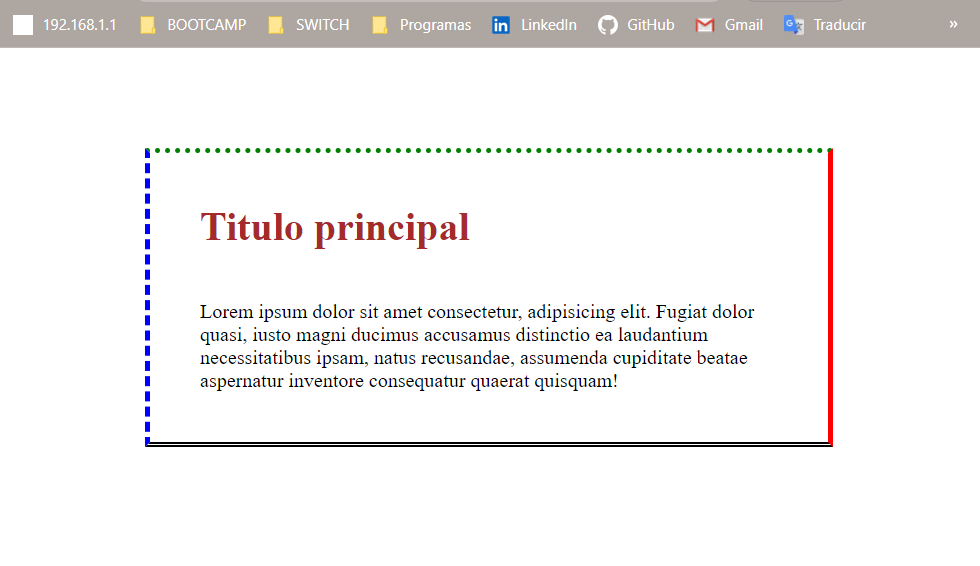 192.168.1.1 BOOTCAMP SWITCH Programas LinkedIn GitHub Gmail Traducir »
Titulo principal
Lorem ipsum dolor sit amet consectetur, adipisicing elit. Fugiat dolor
quasi, iusto magni ducimus accusamus distinctio ea laudantium
necessitatibus ipsam, natus recusandae, assumenda cupiditate beatae
aspernatur inventore consequatur quaerat quisquam!